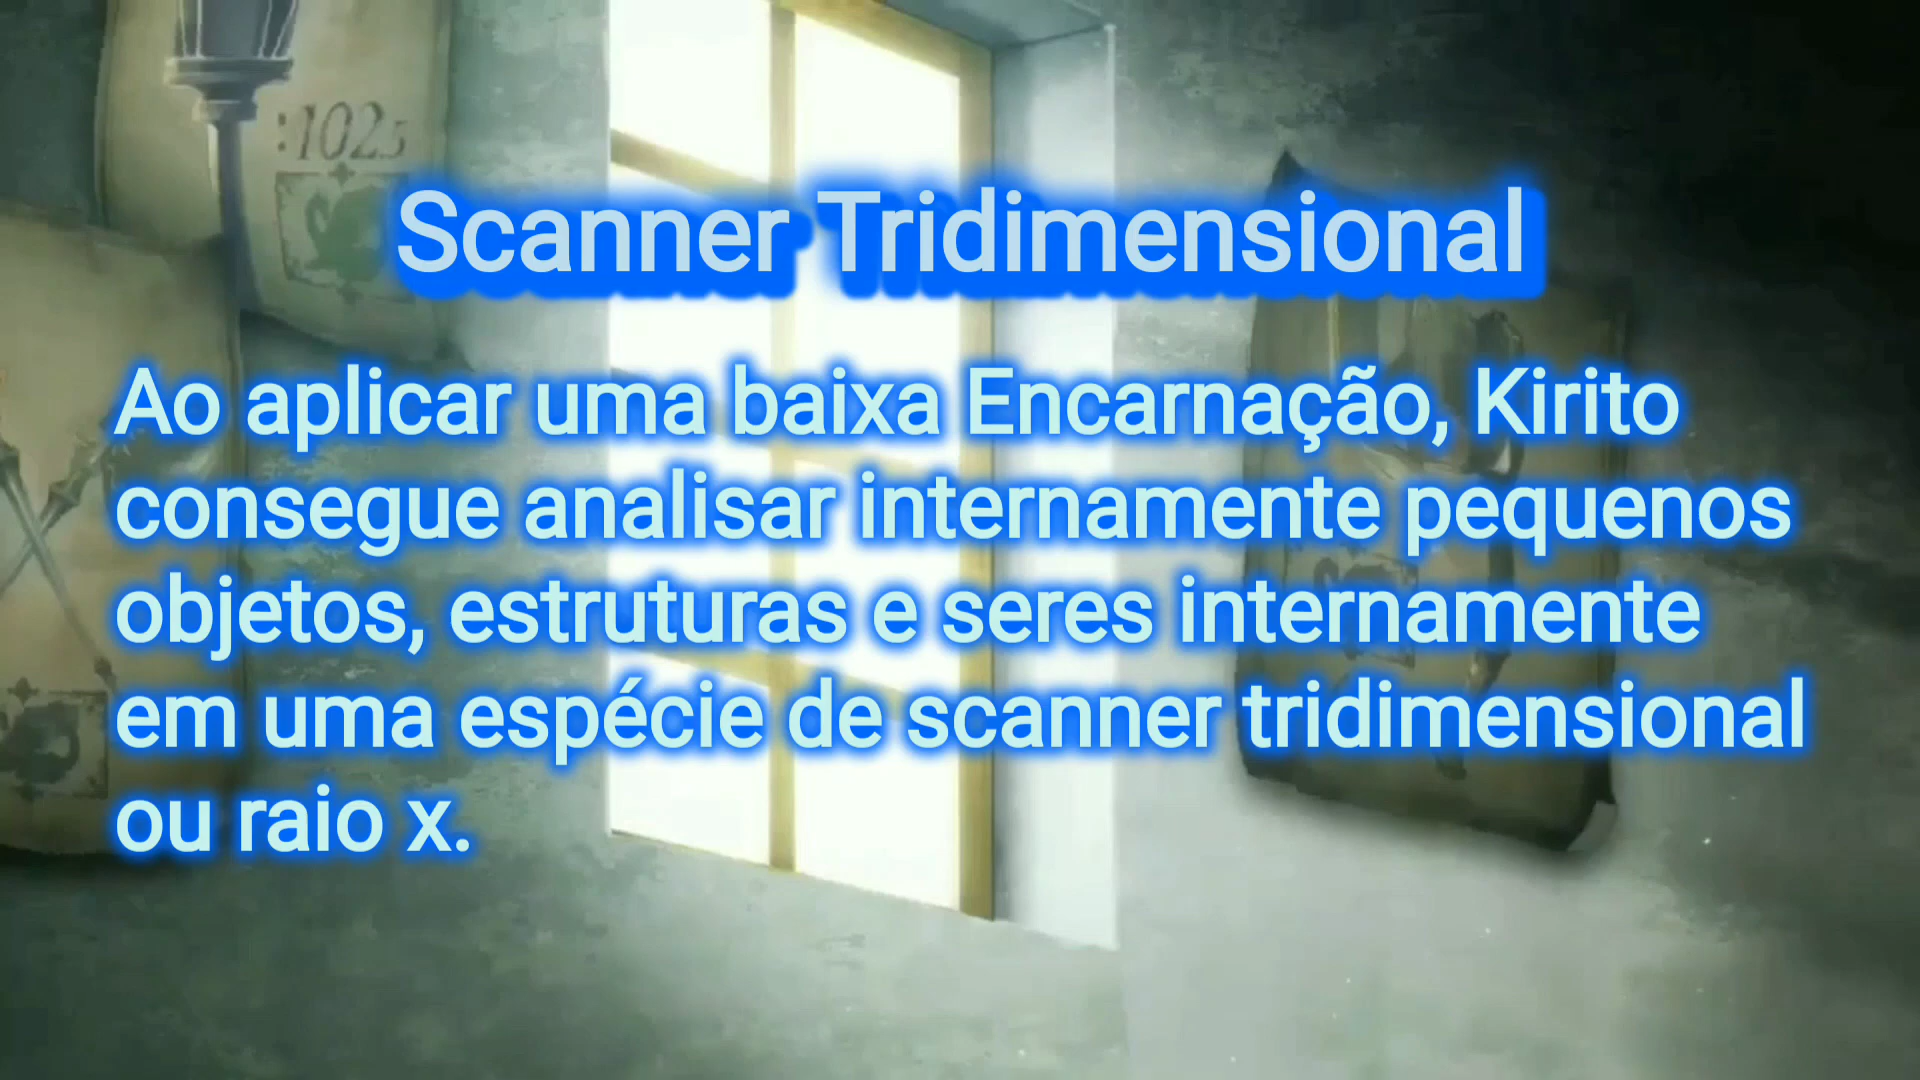 :1025
Scanner Tridimensional
Ao aplicar uma baixa Encarnação, Kirito
consegue analisar internamente pequenos
objetos, estruturas e seres internamente
em uma espécie de scanner tridimensional
ou raio x.